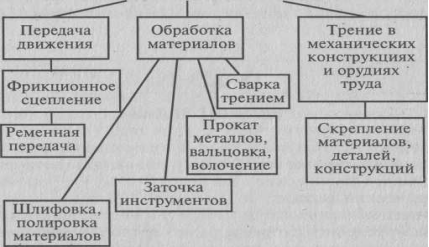 Передача
движения
Обработка
материалов
Трение в
механических
конструкциях
и орудиях
труда
Фрикционное
сцепление
Ременная
передача
Сварка
трением
Прокат
металлов,
вальцовка,
волочение
Заточка
инструментов
Шлифовка,
полировка
материалов
Скрепление
материалов,
деталей,
конструкций